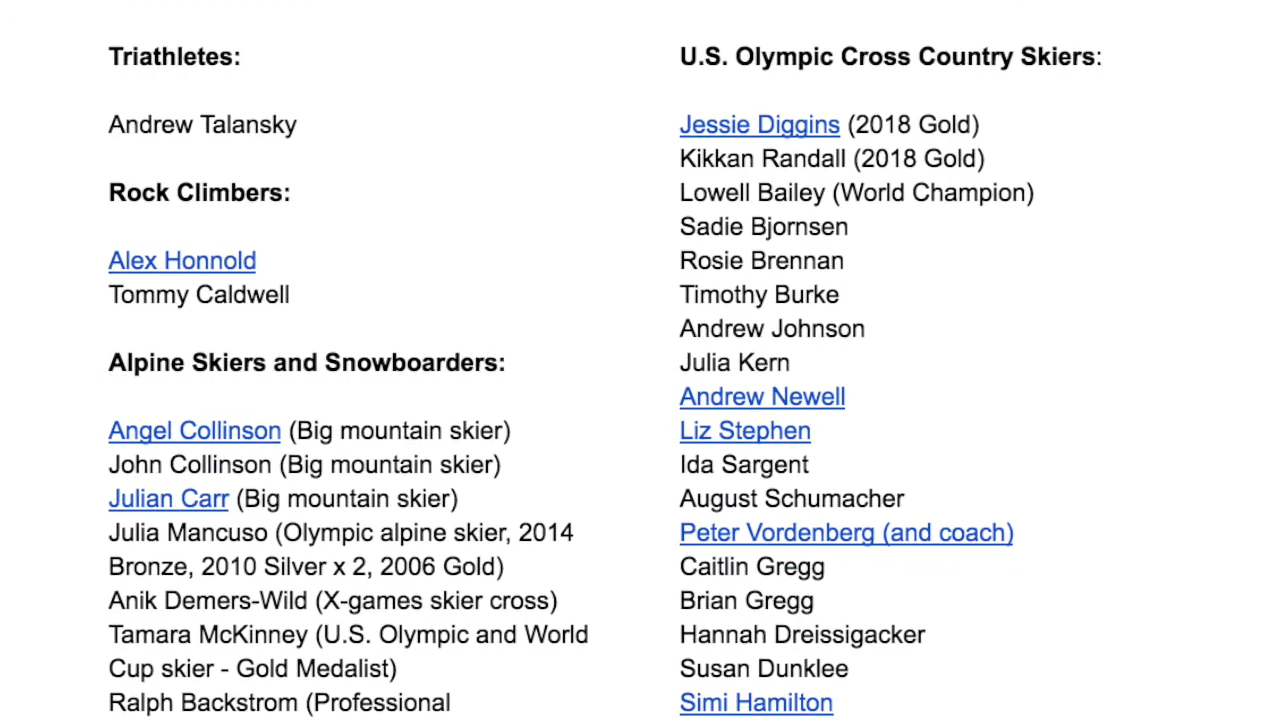 Triathletes:
Andrew Talansky
Rock Climbers:
Alex Honnold
Tommy Caldwell
Alpine Skiers and Snowboarders:
Angel Collinson (Big mountain skier)
John Collinson (Big mountain skier)
Julian Carr (Big mountain skier)
Julia Mancuso (Olympic alpine skier, 2014
Bronze, 2010 Silver x 2, 2006 Gold)
Anik Demers-Wild (X-games skier cross)
Tamara McKinney (U.S. Olympic and World
Cup skier - Gold Medalist)
Ralph Backstrom (Professional
U.S. Olympic Cross Country Skiers:
Jessie Diggins (2018 Gold)
Kikkan Randall (2018 Gold)
Lowell Bailey (World Champion)
Sadie Bjornsen
Rosie Brennan
Timothy Burke
Andrew Johnson
Julia Kern
Andrew Newell
Liz Stephen
Ida Sargent
August Schumacher
Peter Vordenberg (and coach)
Caitlin Gregg
Brian Gregg
Hannah Dreissigacker
Susan Dunklee
Simi Hamilton